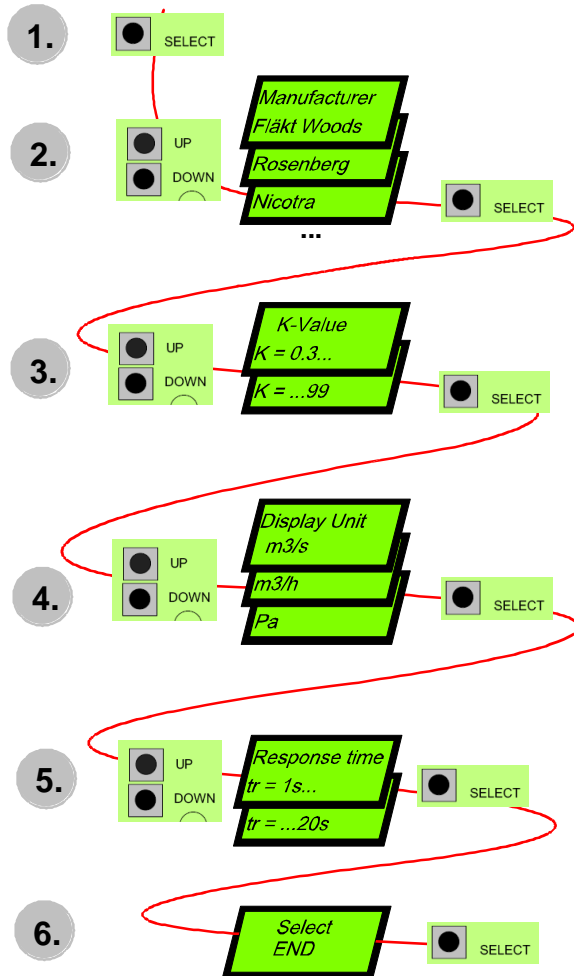 1.
SELECT
2.
UP
DOWN
Manufacturer
Fläkt Woods
Rosenberg
Nicotra
...
SELECT
3.
UP
DOWN
K-Value
K = 0.3...
K = ...99
SELECT
4.
UP
DOWN
Display Unit
m3/s
m3/h
Pa
SELECT
5.
UP
DOWN
Response time
tr = 1s...
tr = ...20s
SELECT
6.
Select
END
SELECT